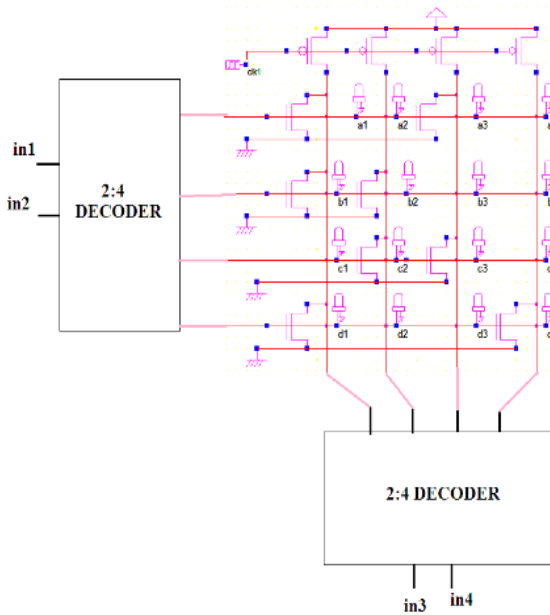 clk1
a1 a2 a3 a
in1
2:4
DECODER
in2
b1 b2 b3 b
c1 c2 c3 c
d1 d2 d3 d
2:4 DECODER
in3 in4